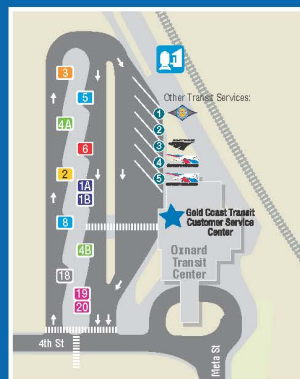 3
5
4A
6
2
1A
1B
8
4B
18
19
20
Other Transit Services:
1
2
3
4
5
Gold Coast Transit
Customer Service
Center
Oxnard
Transit
Center
4th St
Meta St